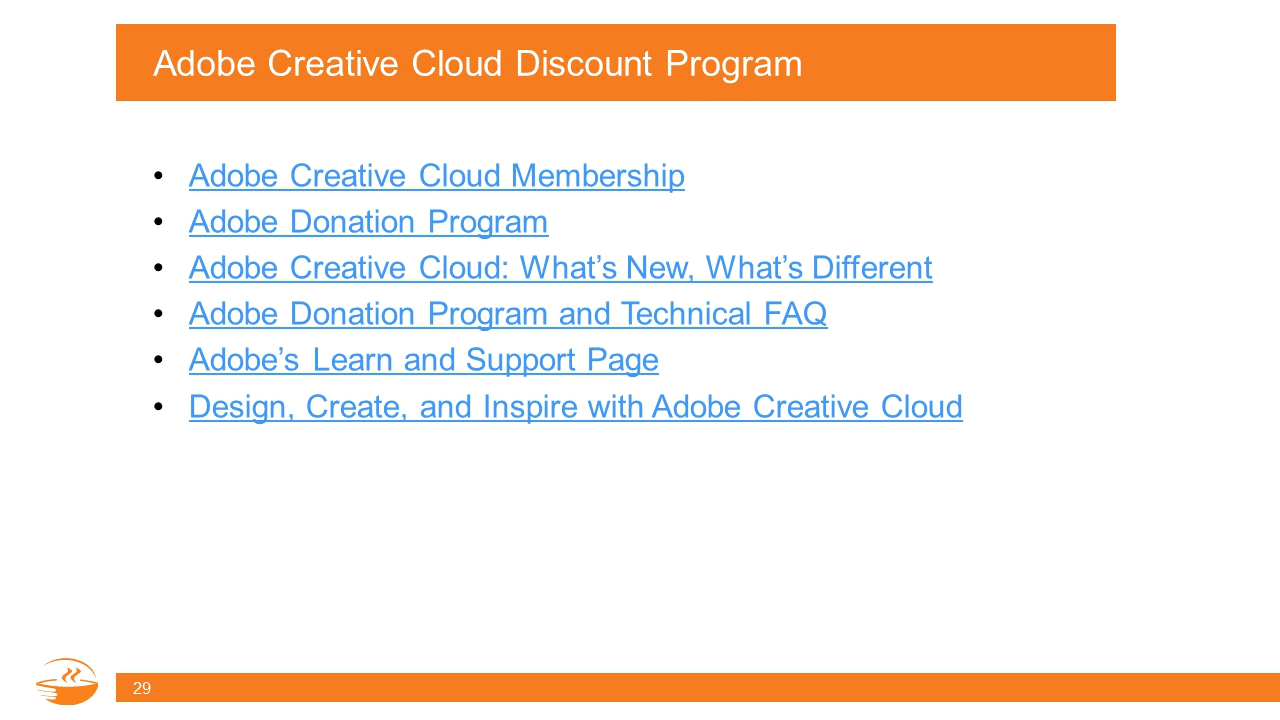 Adobe Creative Cloud Discount Program
• Adobe Creative Cloud Membership
• Adobe Donation Program
• Adobe Creative Cloud: What’s New, What’s Different
• Adobe Donation Program and Technical FAQ
• Adobe’s Learn and Support Page
• Design, Create, and Inspire with Adobe Creative Cloud
29